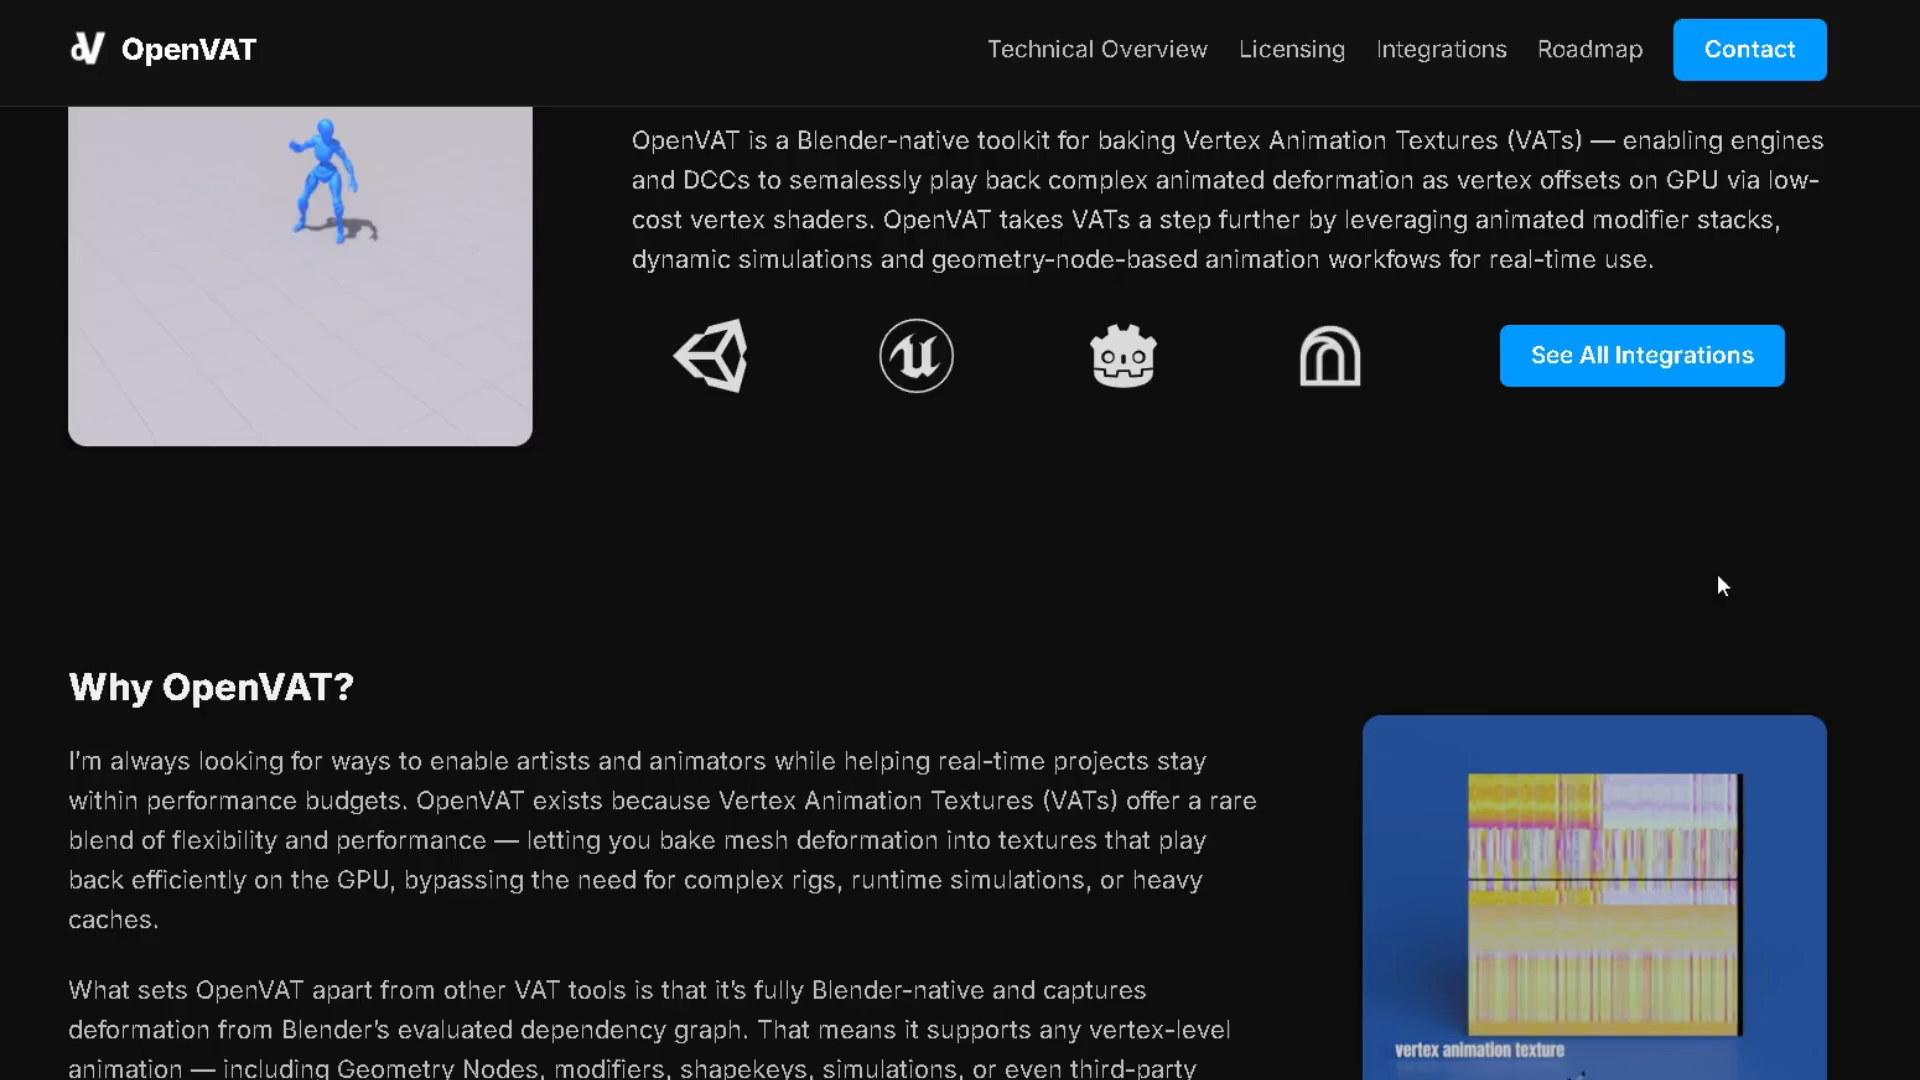 OpenVAT
Technical Overview
Licensing
Integrations
Roadmap
Contact
OpenVAT is a Blender-native toolkit for baking Vertex Animation Textures (VATs) — enabling engines
and DCCs to semalessly play back complex animated deformation as vertex offsets on GPU via low-
cost vertex shaders. OpenVAT takes VATs a step further by leveraging animated modifier stacks,
dynamic simulations and geometry-node-based animation workfows for real-time use.
See All Integrations
Why OpenVAT?
I'm always looking for ways to enable artists and animators while helping real-time projects stay
within performance budgets. OpenVAT exists because Vertex Animation Textures (VATs) offer a rare
blend of flexibility and performance — letting you bake mesh deformation into textures that play
back efficiently on the GPU, bypassing the need for complex rigs, runtime simulations, or heavy
caches.
What sets OpenVAT apart from other VAT tools is that it's fully Blender-native and captures
deformation from Blender's evaluated dependency graph. That means it supports any vertex-level
animation — including Geometry Nodes, modifiers, shapekeys, simulations, or even third-party
vertex animation texture